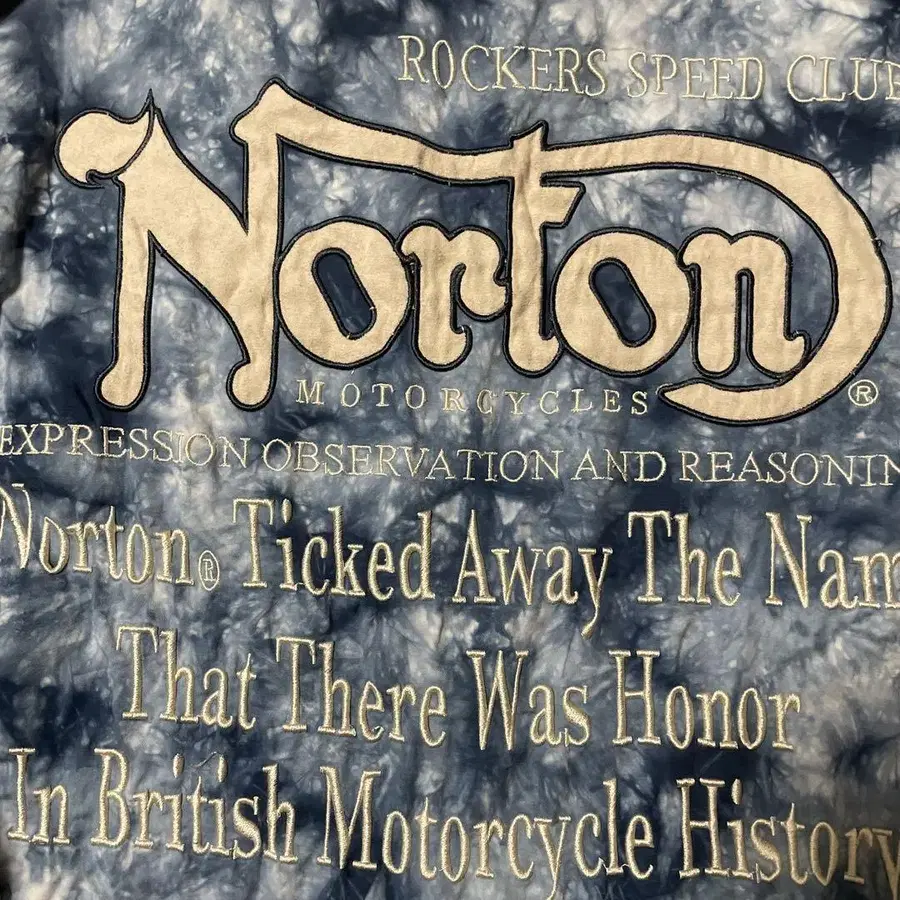 ROCKERS SPEED CLUB
Norton
MOTORCYCLES ®
EXPRESSION OBSERVATION AND REASONIN
Norton® Ticked Away The Nam
That There Was Honor
In British Motorcycle History